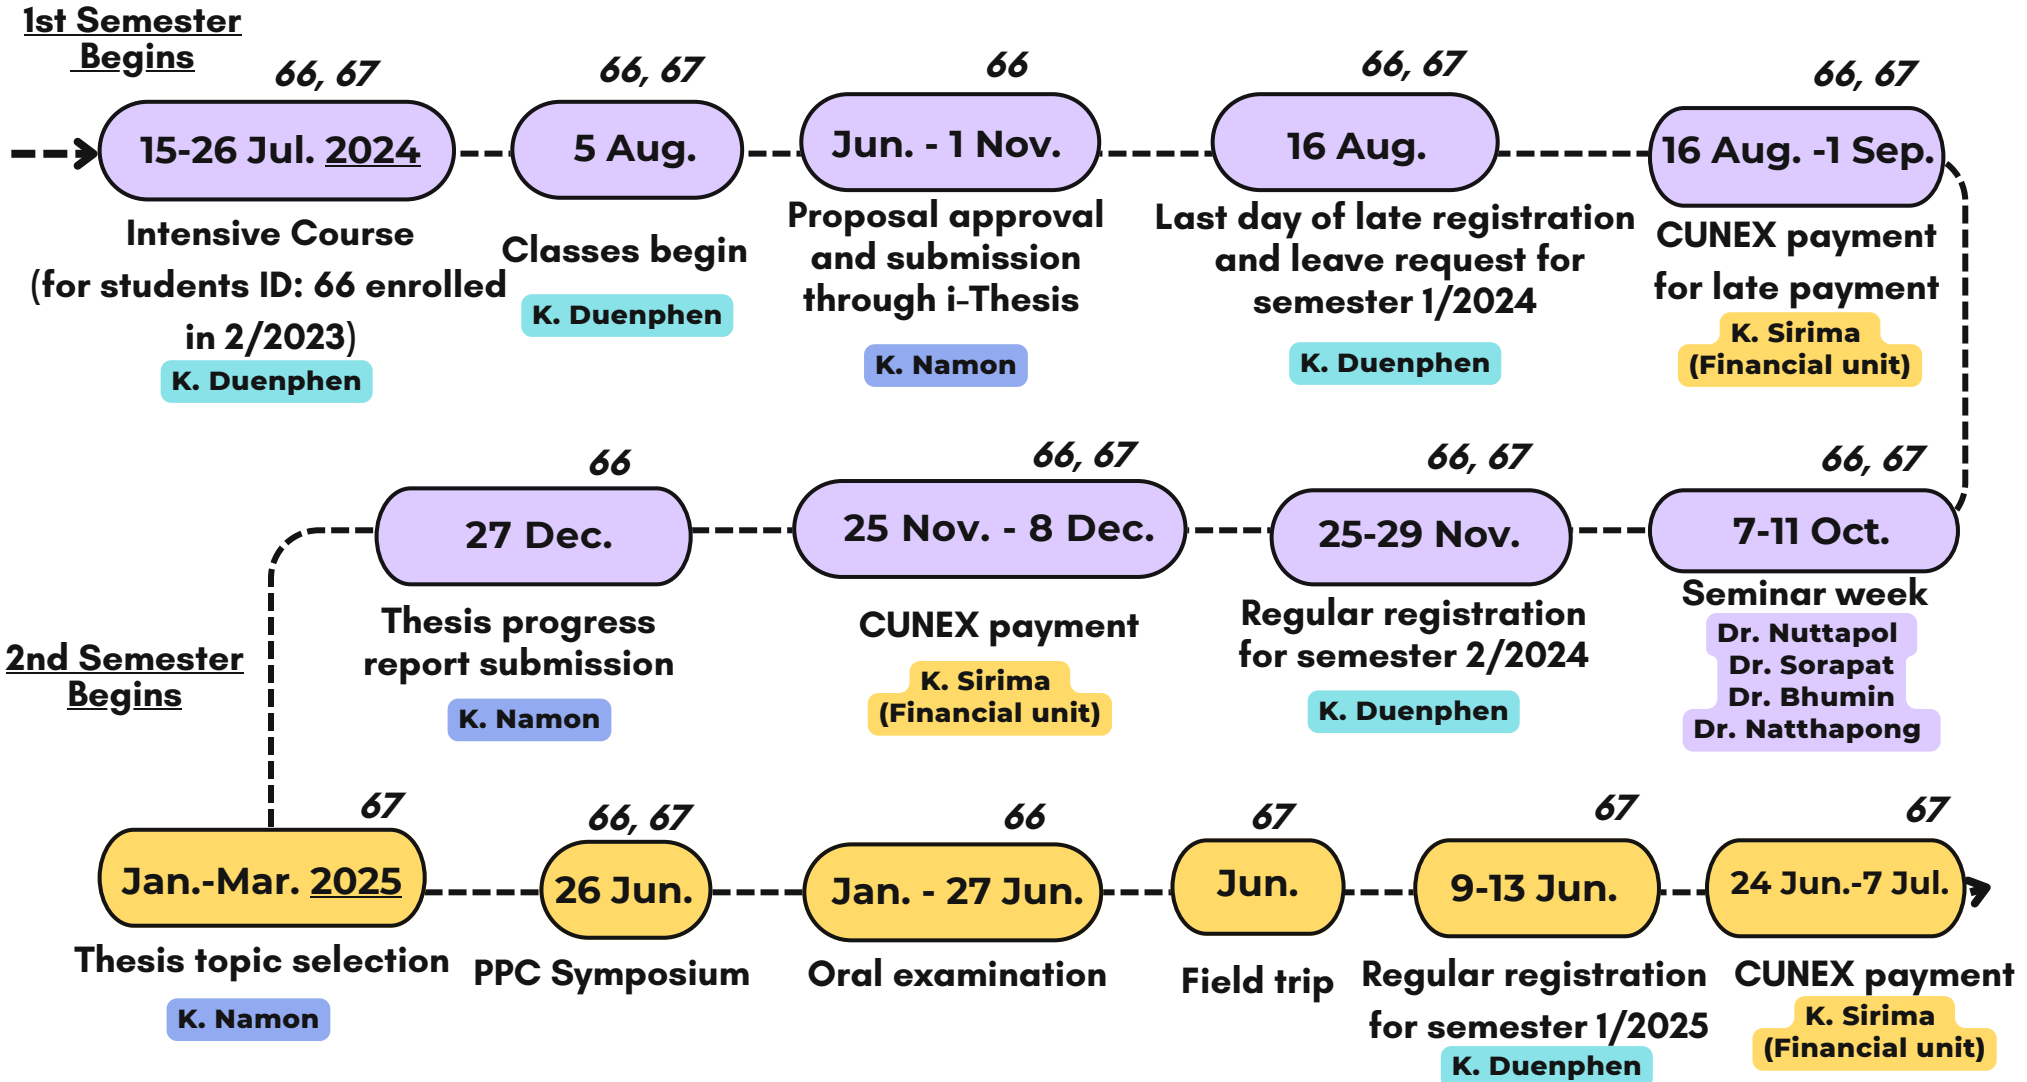 1st Semester
Begins
66, 67
15-26 Jul. 2024
Intensive Course
(for students ID: 66 enrolled
in 2/2023)
K. Duenphen
66, 67
5 Aug.
Classes begin
K. Duenphen
66
Jun. - 1 Nov.
Proposal approval
and submission
through i-Thesis
K. Namon
66, 67
16 Aug.
Last day of late registration
and leave request for
semester 1/2024
K. Duenphen
66, 67
16 Aug. -1 Sep.
CUNEX payment
for late payment
K. Sirima
(Financial unit)
66, 67
7-11 Oct.
Seminar week
Dr. Nuttapol
Dr. Sorapat
Dr. Bhumin
Dr. Natthapong
66, 67
25-29 Nov.
Regular registration
for semester 2/2024
K. Duenphen
66, 67
25 Nov. - 8 Dec.
CUNEX payment
K. Sirima
(Financial unit)
66
27 Dec.
Thesis progress
report submission
K. Namon
2nd Semester
Begins
67
Jan.-Mar. 2025
Thesis topic selection
K. Namon
66, 67
26 Jun.
PPC Symposium
66
Jan. - 27 Jun.
Oral examination
67
Jun.
Field trip
67
9-13 Jun.
Regular registration
for semester 1/2025
K. Duenphen
67
24 Jun.-7 Jul.
CUNEX payment
K. Sirima
(Financial unit)